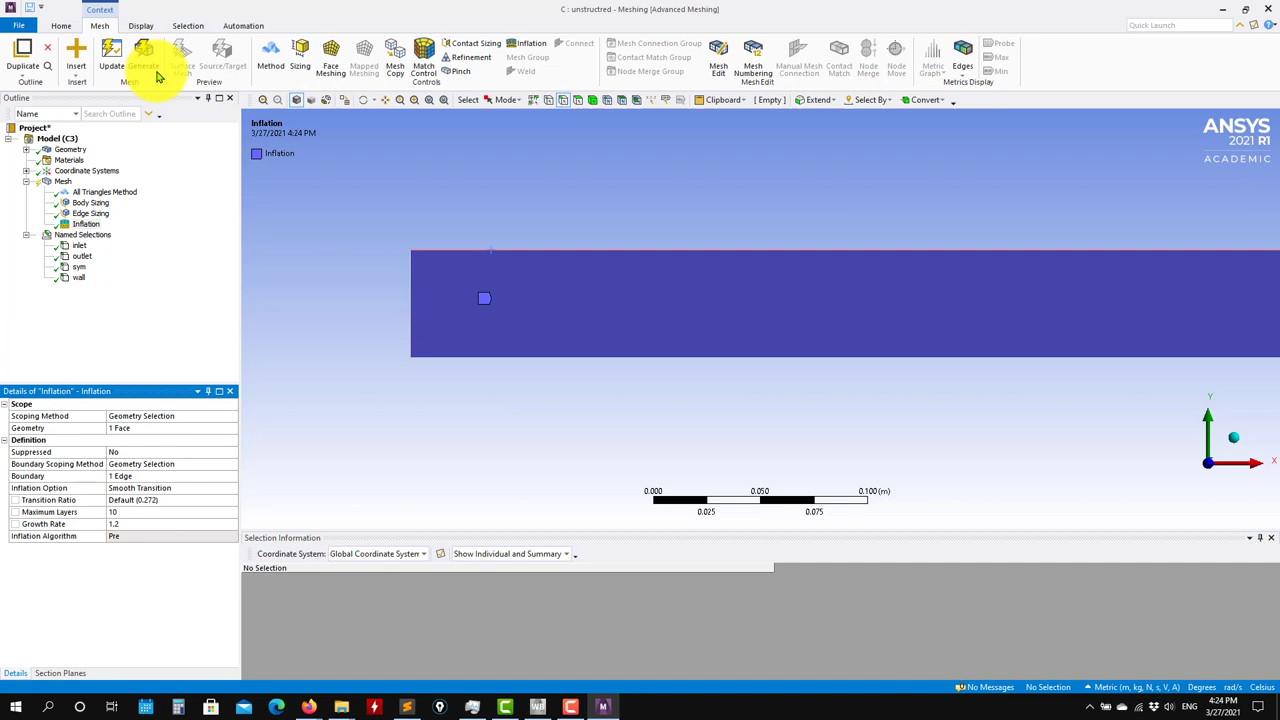 C : unstructred - Meshing [Advanced Meshing]
Context
File
Home
Mesh
Display
Selection
Automation
Quick Launch
Duplicate
Outline
Insert
Insert
Update
Generate
Mesh
Surface Mesh
Source/Target
Preview
Method
Sizing
Face Meshing
Mapped Meshing
Mesh Copy
Match Control
Contact Sizing
Refinement
Pinch
Inflation
Mesh Group
Weld
Connect
Controls
Mesh Connection Group
Contact Match Group
Node Merge Group
Mesh Edit
Mesh Numbering
Manual Mesh Connection
Contact Match
Node Merge
Node Move
Mesh Edit
Metric Graph
Edges
Probe
Max
Min
Metrics Display
Outline
Name
Search Outline
Select
Mode
Clipboard
[ Empty ]
Extend
Select By
Convert
Project*
Model (C3)
Geometry
Materials
Coordinate Systems
Mesh
All Triangles Method
Body Sizing
Edge Sizing
Inflation
Named Selections
inlet
outlet
sym
wall
Inflation
3/27/2021 4:24 PM
Inflation
ANSYS
2021 R1
ACADEMIC
Details of "Inflation" - Inflation
Scope
Scoping Method Geometry Selection
Geometry 1 Face
Definition
Suppressed No
Boundary Scoping Method Geometry Selection
Boundary 1 Edge
Inflation Option Smooth Transition
Transition Ratio Default (0.272)
Maximum Layers 10
Growth Rate 1.2
Inflation Algorithm Pre
Y
X
0.000 0.050 0.100 (m)
0.025 0.075
Selection Information
Coordinate System: Global Coordinate System
Show Individual and Summary
No Selection
Details
Section Planes
No Messages
No Selection
Metric (m, kg, N, s, V, A)
Degrees
rad/s
Celsius
ENG
4:24 PM
3/27/2021